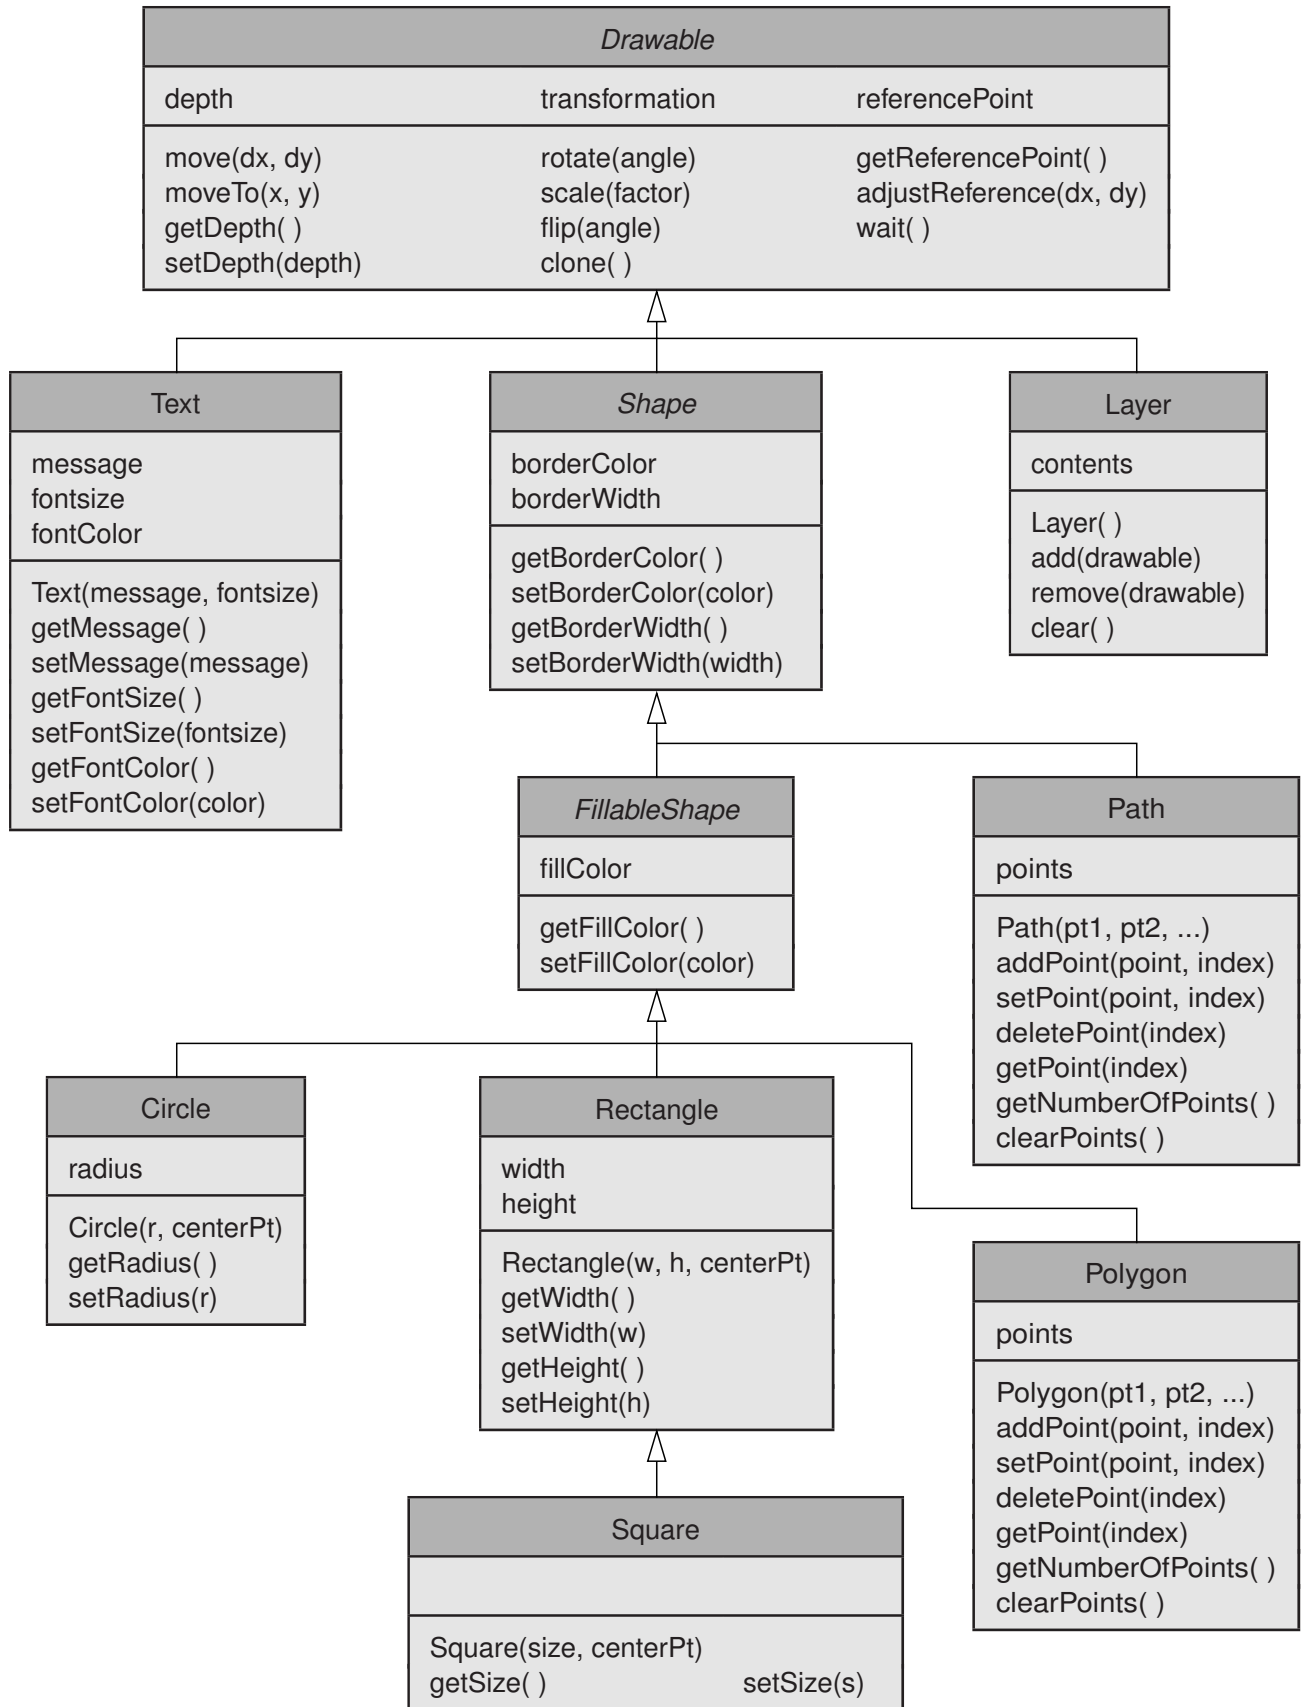 Drawable
depth transformation referencePoint
move(dx, dy) rotate(angle) getReferencePoint( )
moveTo(x, y) scale(factor) adjustReference(dx, dy)
getDepth( ) flip(angle) wait( )
setDepth(depth) clone( )
Text
message
fontsize
fontColor
Text(message, fontsize)
getMessage( )
setMessage(message)
getFontSize( )
setFontSize(fontsize)
getFontColor( )
setFontColor(color)
Shape
borderColor
borderWidth
getBorderColor( )
setBorderColor(color)
getBorderWidth( )
setBorderWidth(width)
Layer
contents
Layer( )
add(drawable)
remove(drawable)
clear( )
FillableShape
fillColor
getFillColor( )
setFillColor(color)
Path
points
Path(pt1, pt2, ...)
addPoint(point, index)
setPoint(point, index)
deletePoint(index)
getPoint(index)
getNumberOfPoints( )
clearPoints( )
Circle
radius
Circle(r, centerPt)
getRadius( )
setRadius(r)
Rectangle
width
height
Rectangle(w, h, centerPt)
getWidth( )
setWidth(w)
getHeight( )
setHeight(h)
Polygon
points
Polygon(pt1, pt2, ...)
addPoint(point, index)
setPoint(point, index)
deletePoint(index)
getPoint(index)
getNumberOfPoints( )
clearPoints( )
Square
Square(size, centerPt)
getSize( ) setSize(s)